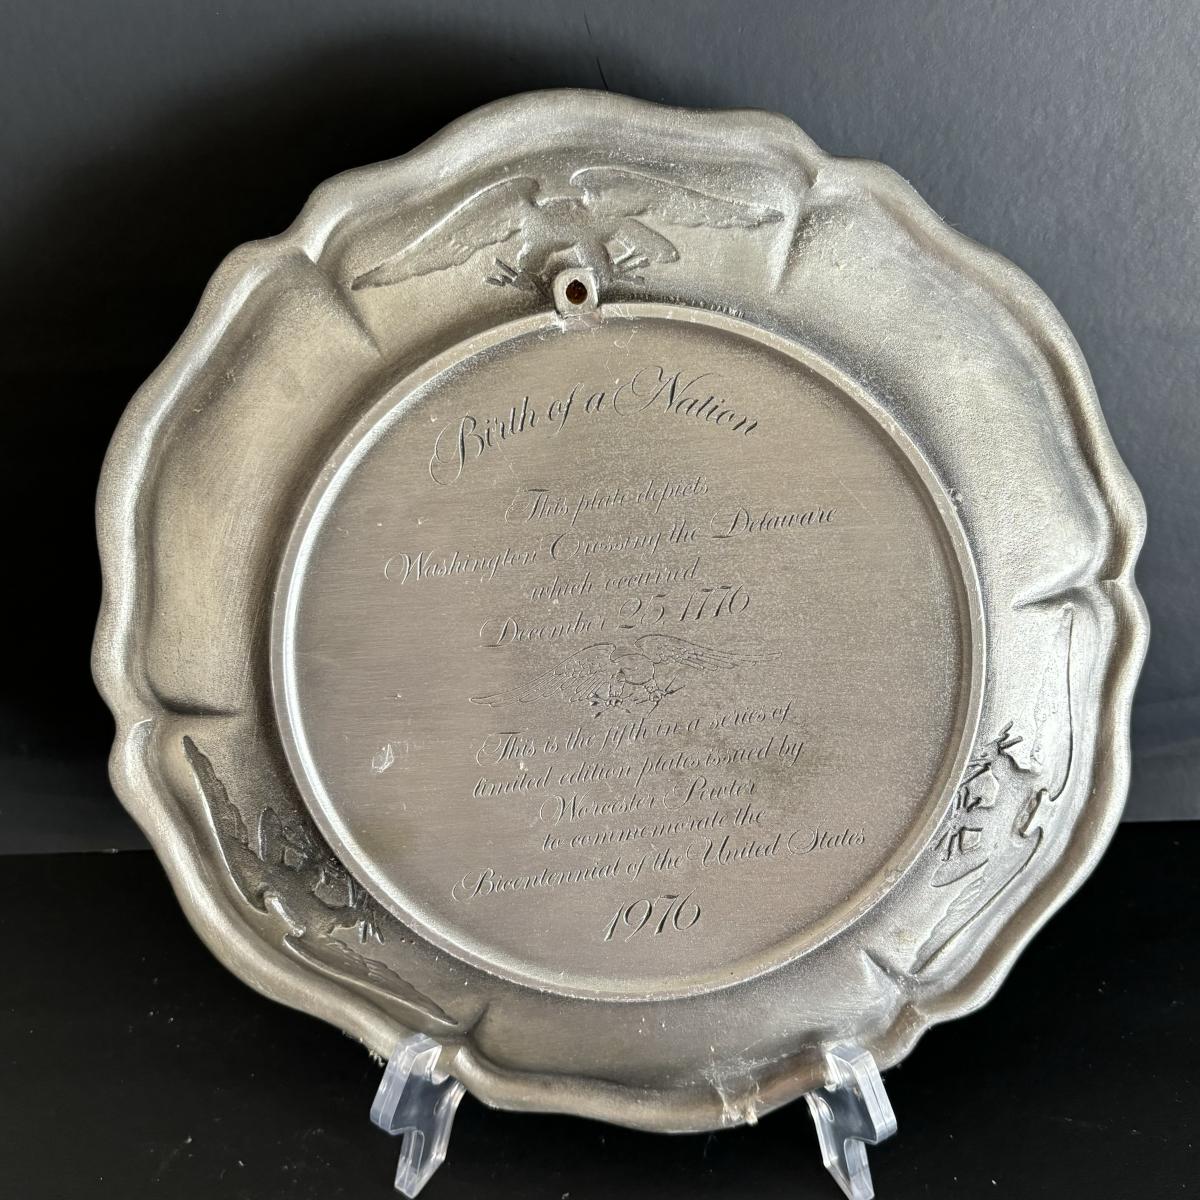 Birth of a Nation
This plate depicts
Washington Crossing the Delaware
which occurred
December 25, 1776
This is the fifth in a series of
limited edition plates issued by
Worcester Pewter
to commemorate the
Bicentennial of the United States
1976